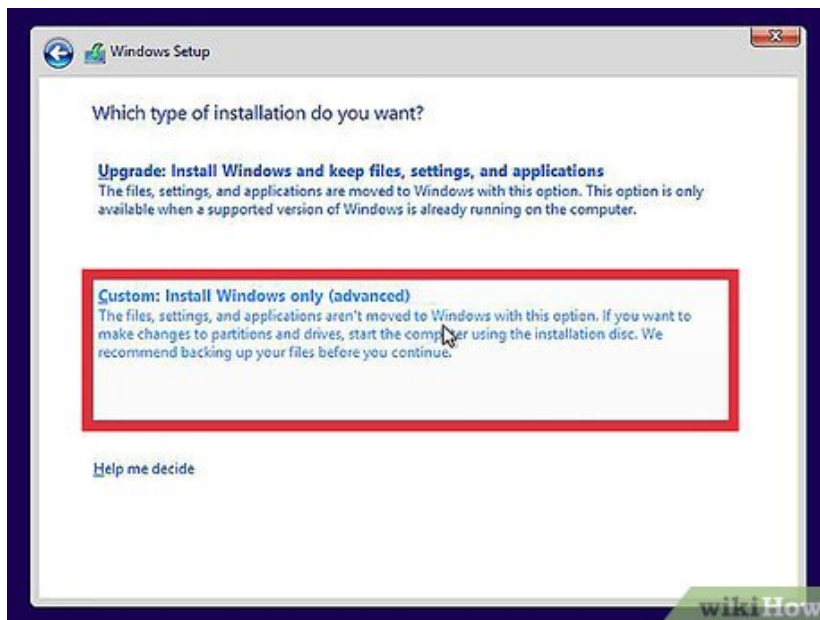 Windows Setup
Which type of installation do you want?
Upgrade: Install Windows and keep files, settings, and applications
The files, settings, and applications are moved to Windows with this option. This option is only
available when a supported version of Windows is already running on the computer.
Custom: Install Windows only (advanced)
The files, settings, and applications aren't moved to Windows with this option. If you want to
make changes to partitions and drives, start the computer using the installation disc. We
recommend backing up your files before you continue.
Help me decide
wikiHow